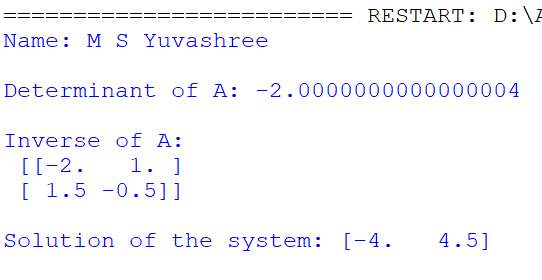 =========================== RESTART: D:\
Name: M S Yuvashree
Determinant of A: -2.0000000000000004
Inverse of A:
[[-2.   1. ]
[ 1.5 -0.5]]
Solution of the system: [-4.   4.5]